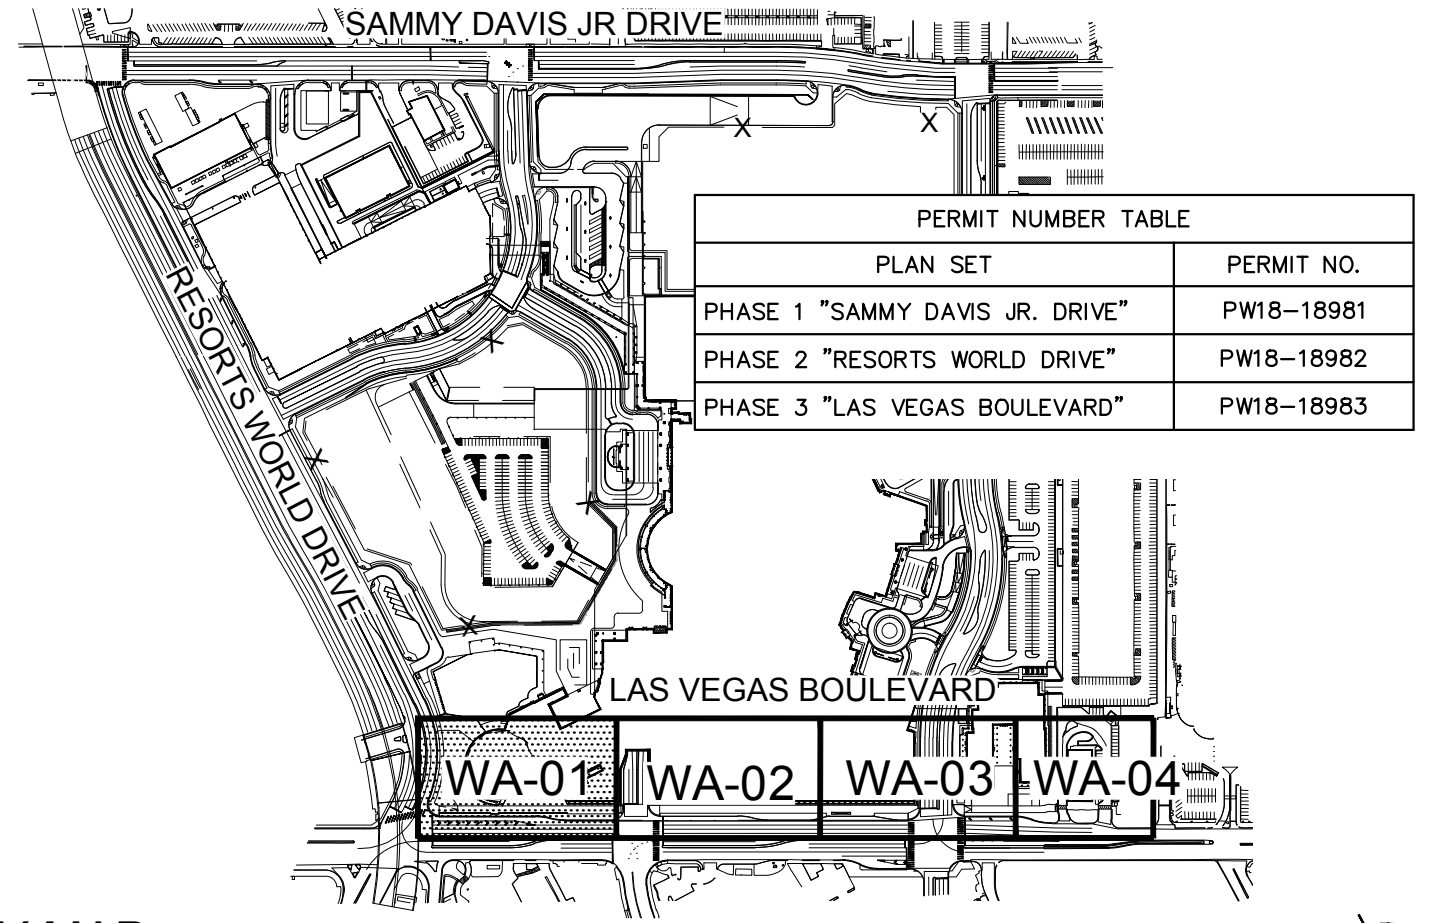 SAMMY DAVIS JR DRIVE
PERMIT NUMBER TABLE
PLAN SET PERMIT NO.
PHASE 1 "SAMMY DAVIS JR. DRIVE" PW18-18981
PHASE 2 "RESORTS WORLD DRIVE" PW18-18982
PHASE 3 "LAS VEGAS BOULEVARD" PW18-18983
RESORTS WORLD DRIVE
LAS VEGAS BOULEVARD
WA-01 WA-02 WA-03 WA-04